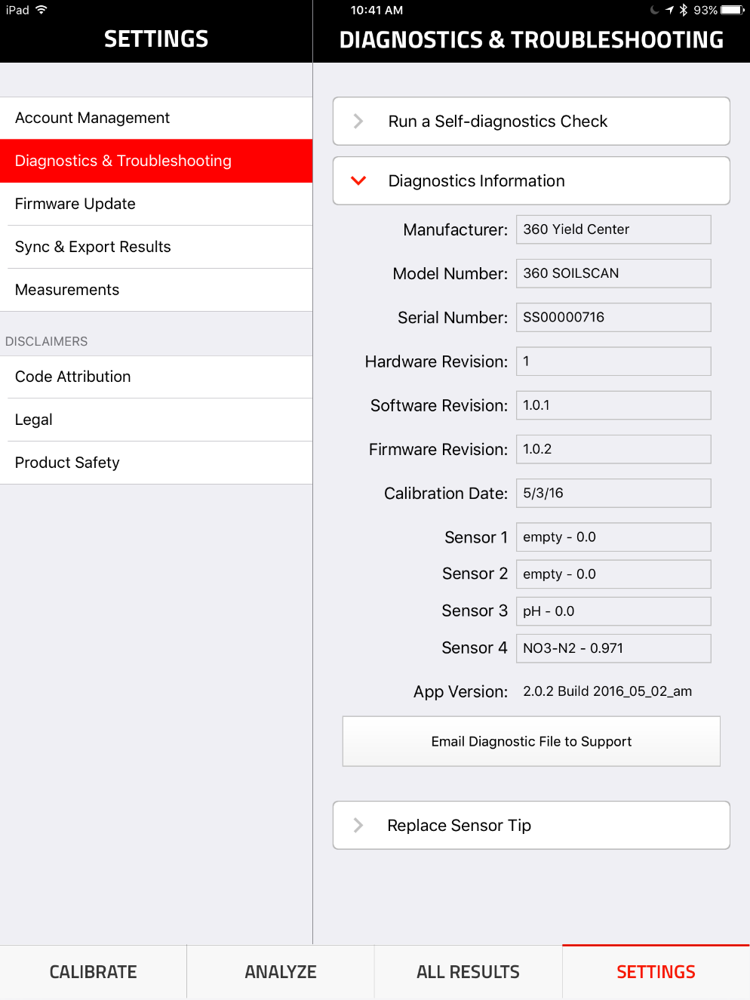 iPad
10:41 AM
93%
SETTINGS
DIAGNOSTICS & TROUBLESHOOTING
Account Management
Diagnostics & Troubleshooting
Firmware Update
Sync & Export Results
Measurements
DISCLAIMERS
Code Attribution
Legal
Product Safety
Run a Self-diagnostics Check
Diagnostics Information
Manufacturer: 360 Yield Center
Model Number: 360 SOILSCAN
Serial Number: SS00000716
Hardware Revision: 1
Software Revision: 1.0.1
Firmware Revision: 1.0.2
Calibration Date: 5/3/16
Sensor 1 empty - 0.0
Sensor 2 empty - 0.0
Sensor 3 pH - 0.0
Sensor 4 NO3-N2 - 0.971
App Version: 2.0.2 Build 2016_05_02_am
Email Diagnostic File to Support
Replace Sensor Tip
CALIBRATE
ANALYZE
ALL RESULTS
SETTINGS